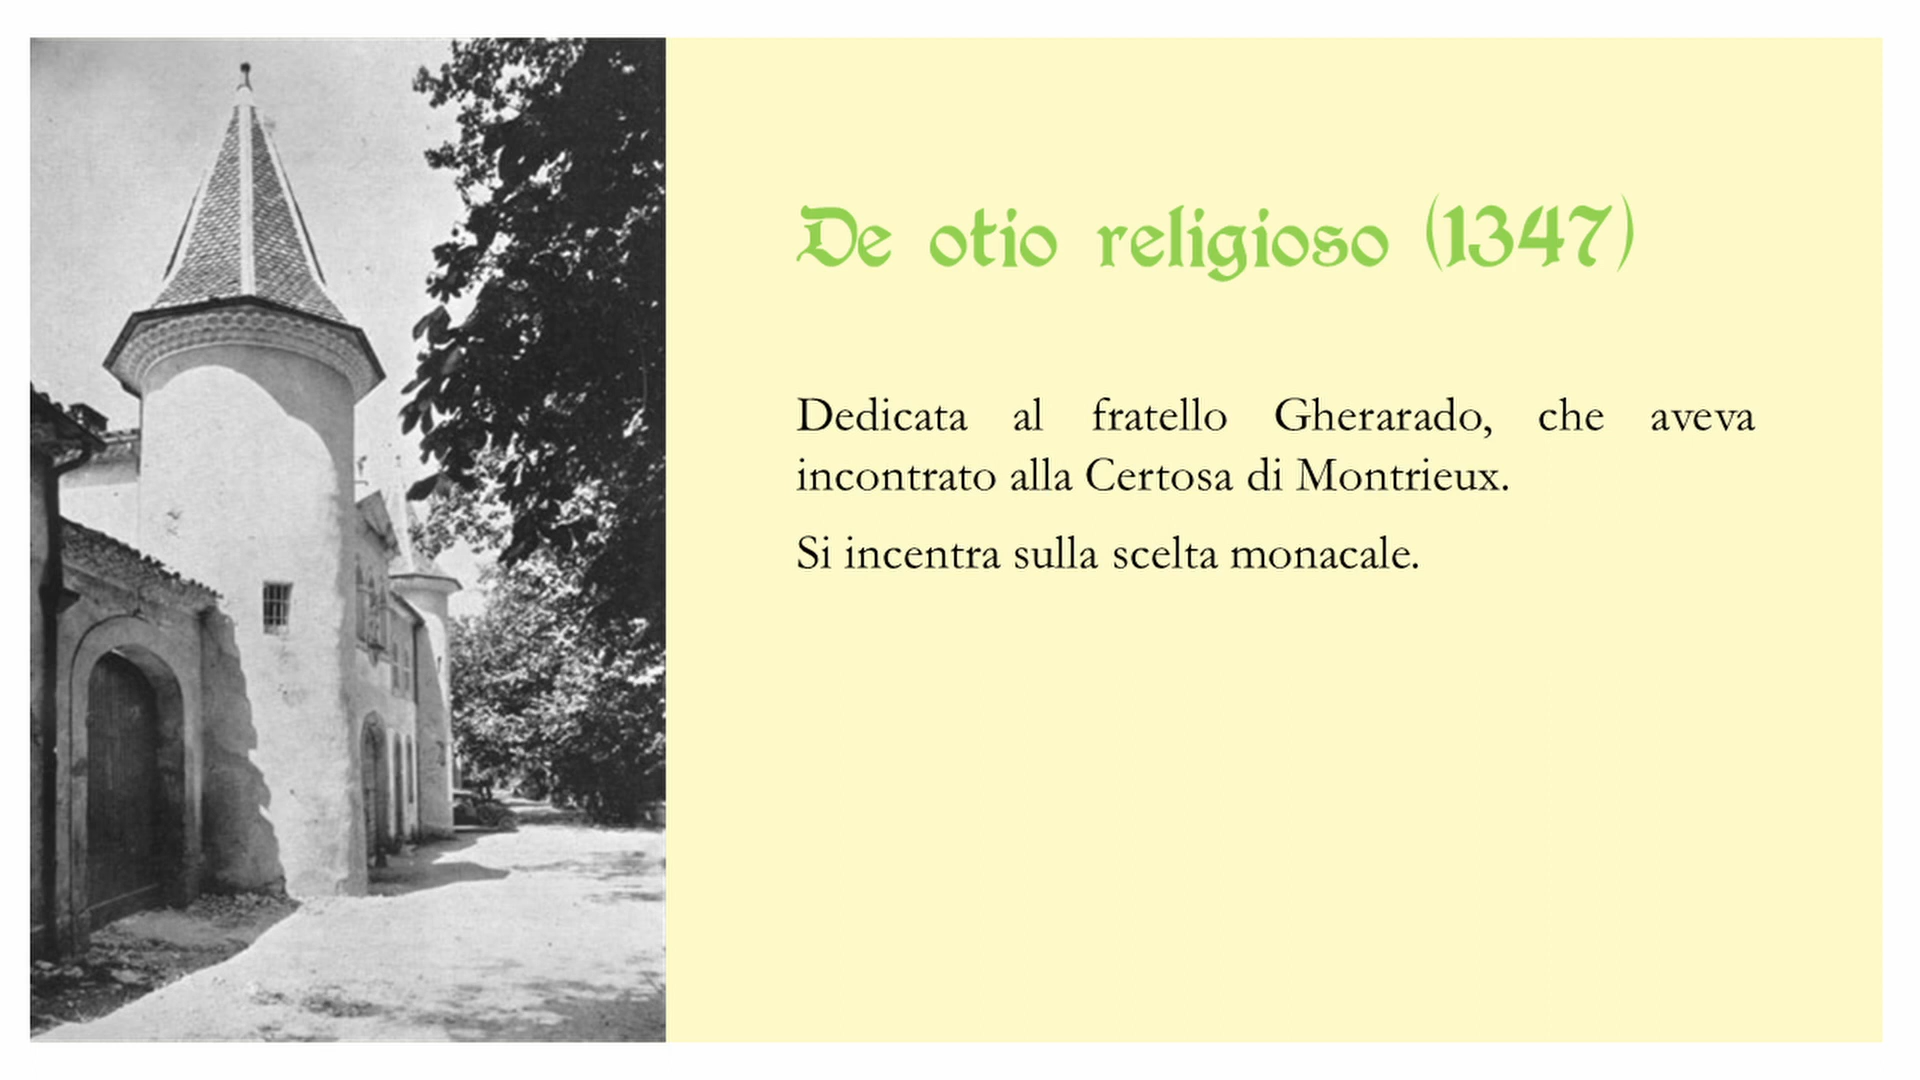 De otio religioso (1347)
Dedicata al fratello Gherarado, che aveva
incontrato alla Certosa di Montrieux.
Si incentra sulla scelta monacale.